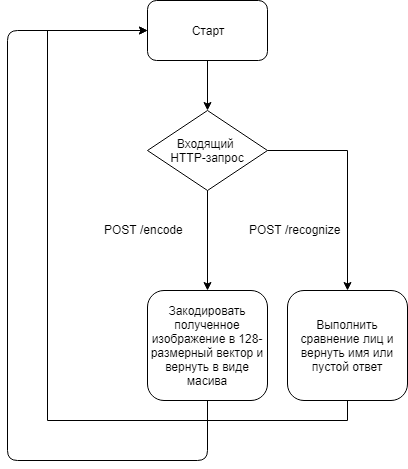 Старт
Входящий
HTTP-запрос
POST /encode
POST /recognize
Закодировать
полученное
изображение в 128-
размерный вектор и
вернуть в виде
масива
Выполнить
сравнение лиц и
вернуть имя или
пустой ответ